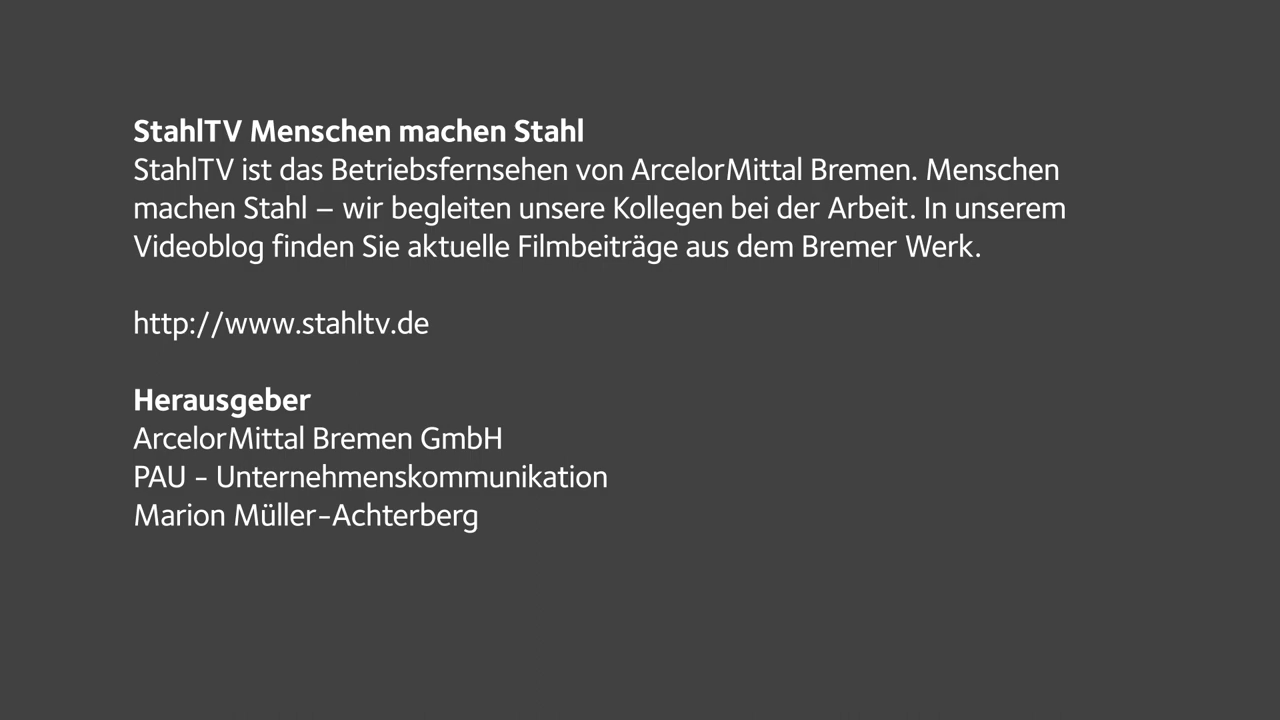 StahlTV Menschen machen Stahl
StahlTV ist das Betriebsfernsehen von ArcelorMittal Bremen. Menschen
machen Stahl – wir begleiten unsere Kollegen bei der Arbeit. In unserem
Videoblog finden Sie aktuelle Filmbeiträge aus dem Bremer Werk.
http://www.stahltv.de
Herausgeber
ArcelorMittal Bremen GmbH
PAU - Unternehmenskommunikation
Marion Müller-Achterberg